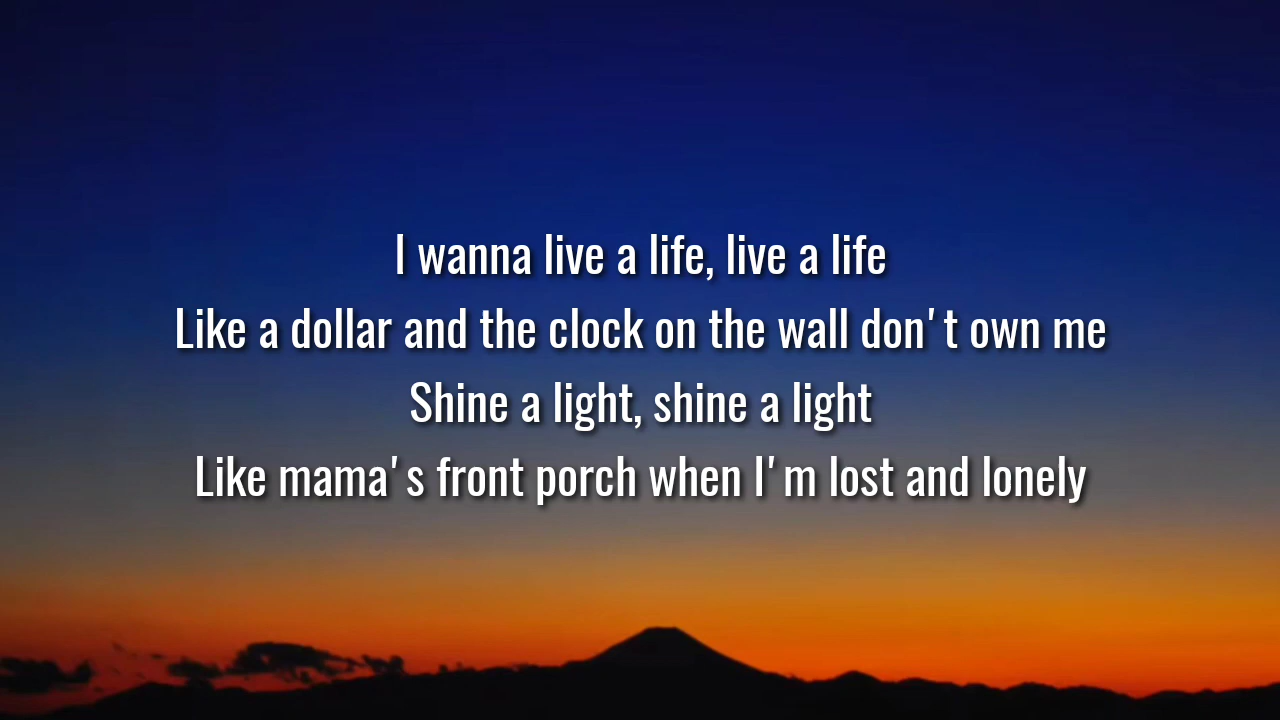 I wanna live a life, live a life
Like a dollar and the clock on the wall don't own me
Shine a light, shine a light
Like mama's front porch when I'm lost and lonely